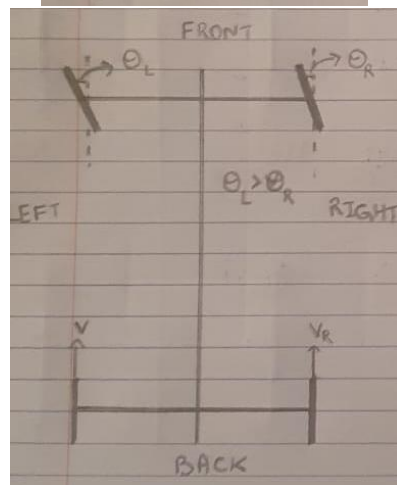 FRONT
θL
θR
θL > θR
LEFT
RIGHT
V
VR
BACK